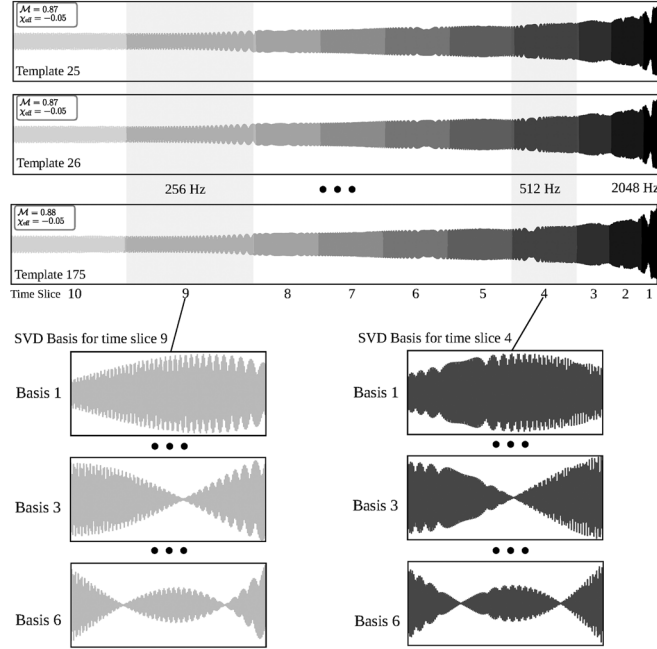 M = 0.87
χeff = −0.05
Template 25
M = 0.87
χeff = −0.05
Template 26
256 Hz
512 Hz
2048 Hz
M = 0.88
χeff = −0.05
Template 175
Time Slice 10 9 8 7 6 5 4 3 2 1
SVD Basis for time slice 9
SVD Basis for time slice 4
Basis 1
Basis 1
Basis 3
Basis 3
Basis 6
Basis 6